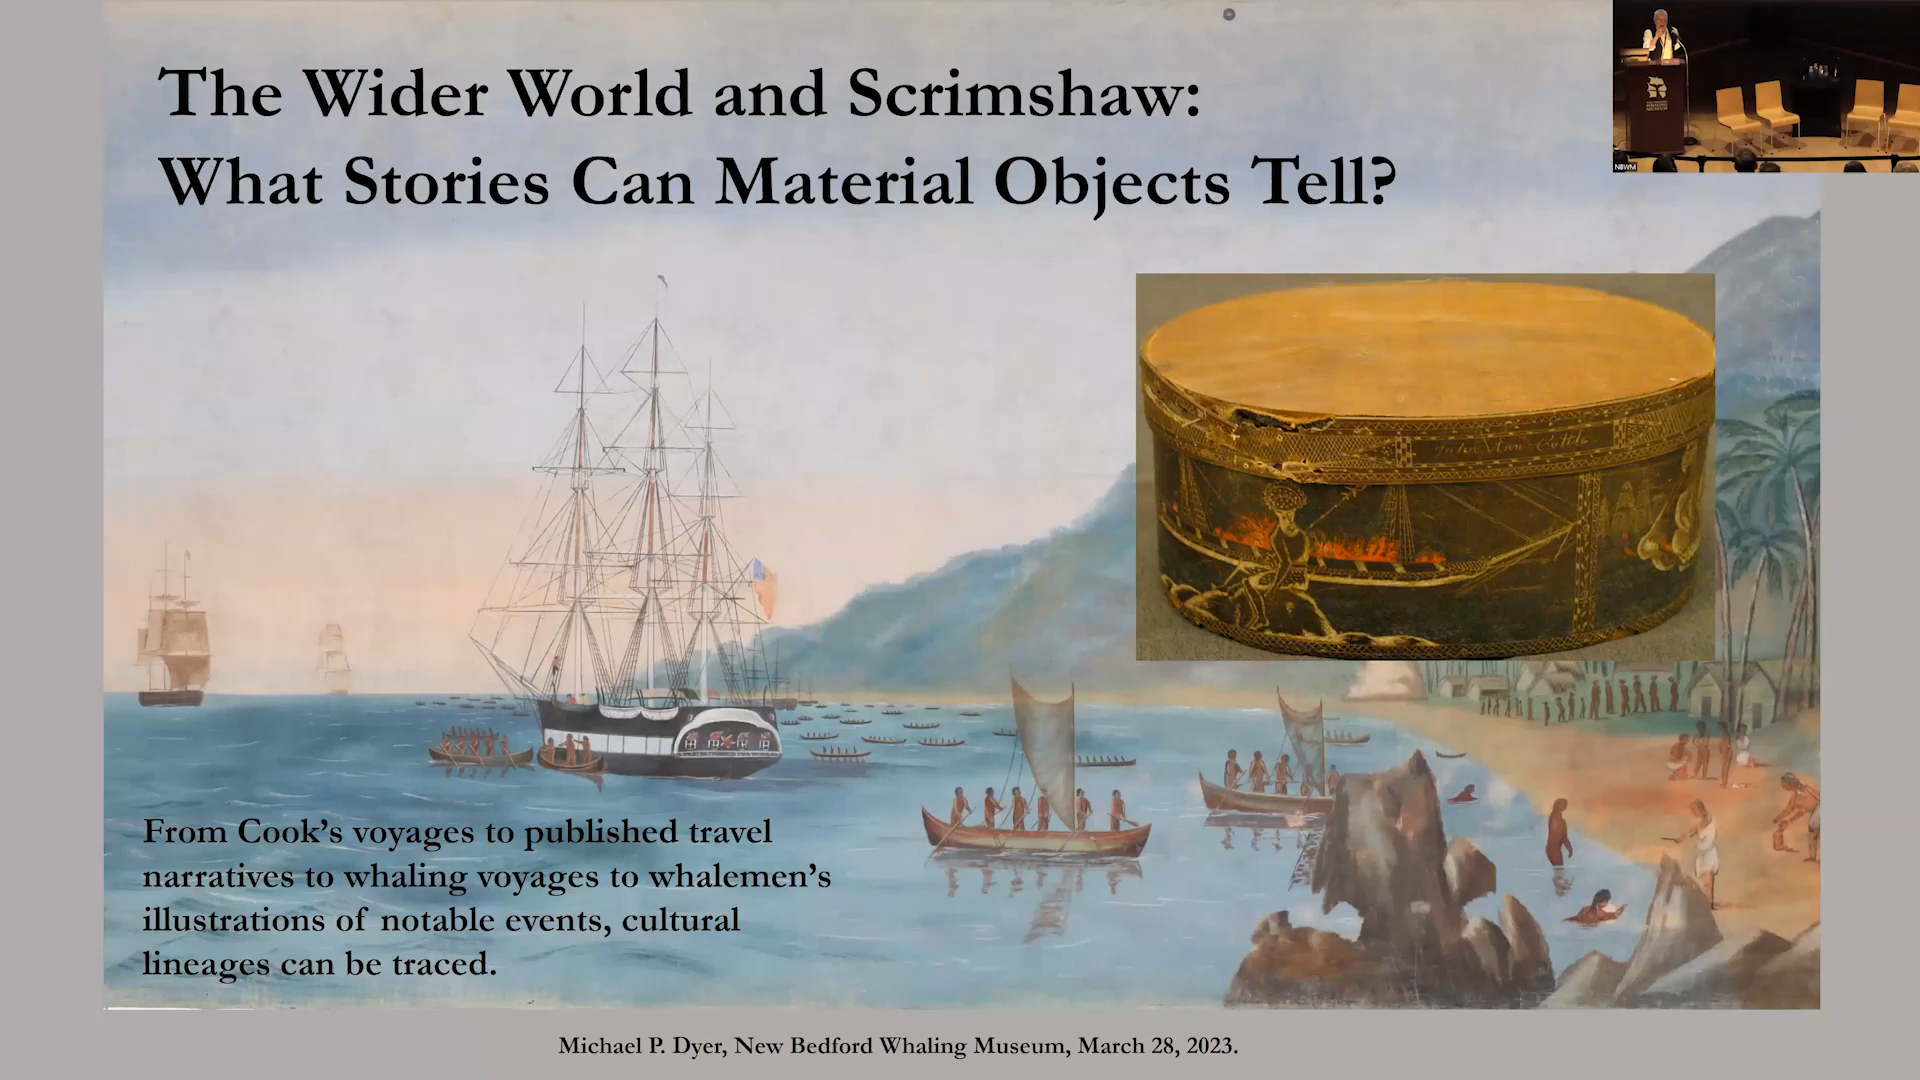 The Wider World and Scrimshaw:
What Stories Can Material Objects Tell?
From Cook's voyages to published travel
narratives to whaling voyages to whalemen's
illustrations of notable events, cultural
lineages can be traced.
Michael P. Dyer, New Bedford Whaling Museum, March 28, 2023.
NBWM